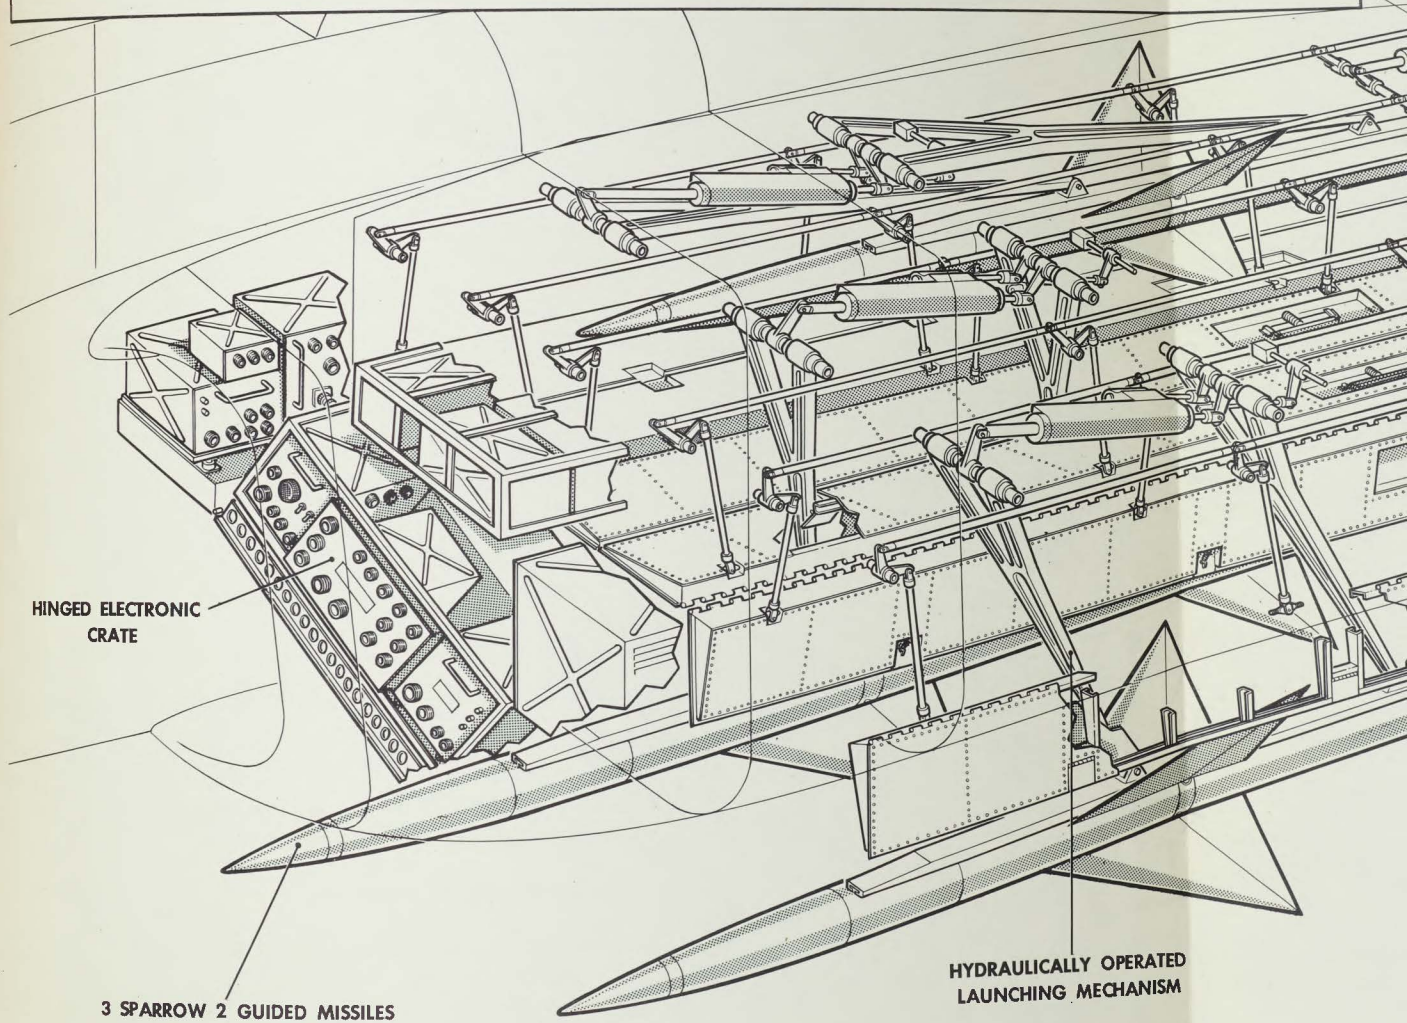 HINGED ELECTRONIC
CRATE
3 SPARROW 2 GUIDED MISSILES
HYDRAULICALLY OPERATED
LAUNCHING MECHANISM